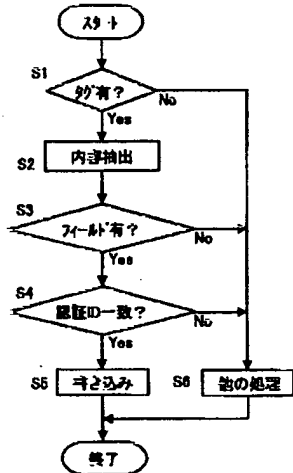 スタート
S1
タグ有?
No
Yes
S2
内容抽出
S3
フィールド有?
No
Yes
S4
認証ID一致?
No
Yes
S5
書き込み
S6
他の処理
終了